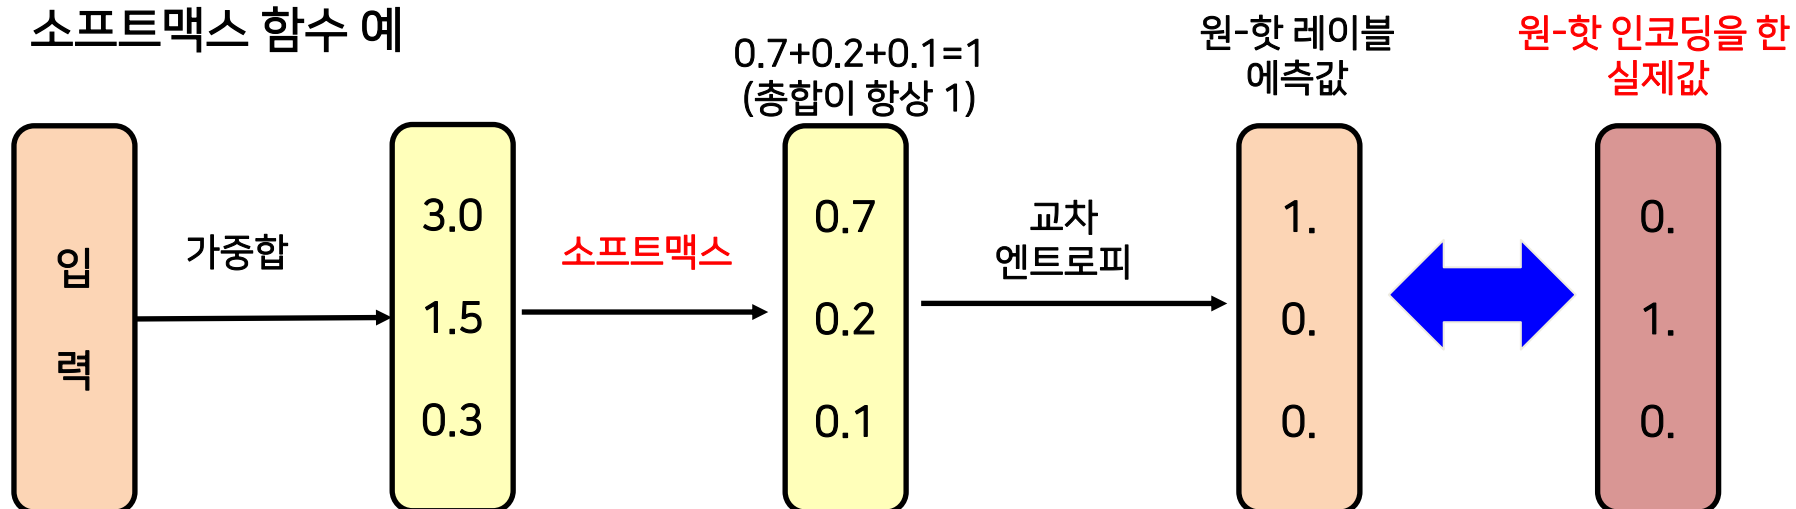 소프트맥스 함수 예
0.7+0.2+0.1=1
(총합이 항상 1)
원-핫 레이블
에측값
원-핫 인코딩을 한
실제값
입
력
가중합
3.0
1.5
0.3
소프트맥스
0.7
0.2
0.1
교차
엔트로피
1.
0.
0.
0.
1.
0.